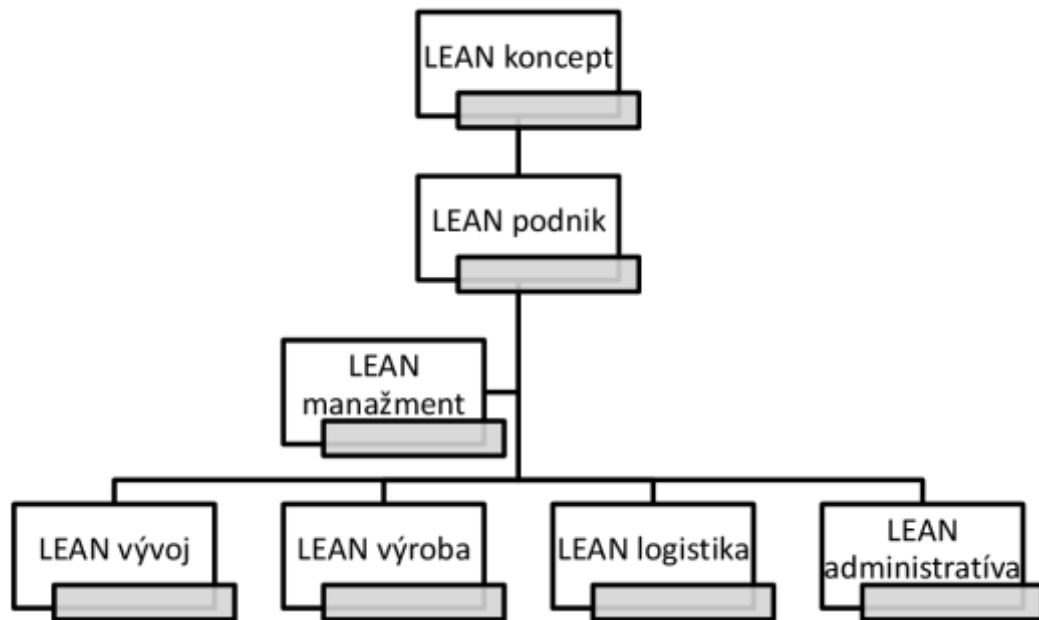 LEAN koncept
LEAN podnik
LEAN
manažment
LEAN vývoj
LEAN výroba
LEAN logistika
LEAN
administratíva